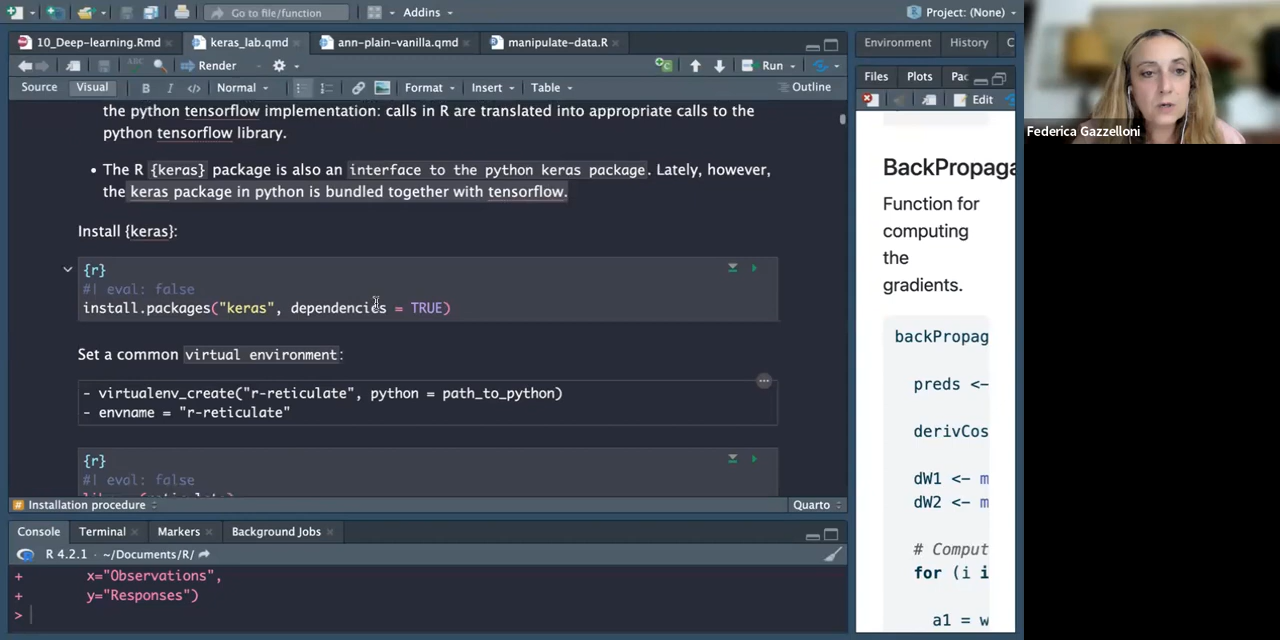 Go to file/function
Addins
Project: (None)
10_Deep-learning.Rmd
keras_lab.qmd
ann-plain-vanilla.qmd
manipulate-data.R
Render
Run
Source
Visual
B
I
</>
Normal
Format
Insert
Table
Outline
the python tensorflow implementation: calls in R are translated into appropriate calls to the
python tensorflow library.
• The R {keras} package is also an interface to the python keras package. Lately, however,
the keras package in python is bundled together with tensorflow.
Install {keras}:
{r}
#| eval: false
install.packages("keras", dependencies = TRUE)
Set a common virtual environment:
- virtualenv_create("r-reticulate", python = path_to_python)
- envname = "r-reticulate"
{r}
#| eval: false
Installation procedure
Quarto
Console
Terminal
Markers
Background Jobs
R 4.2.1 · ~/Documents/R/
+ x="Observations",
+ y="Responses")
>
Environment
History
C
Files
Plots
Pac
Edit
BackPropaga
Function for
computing
the
gradients.
backPropag
preds <-
derivCos
dW1 <- m
dW2 <- m
# Comput
for (i i
a1 = w
Federica Gazzelloni